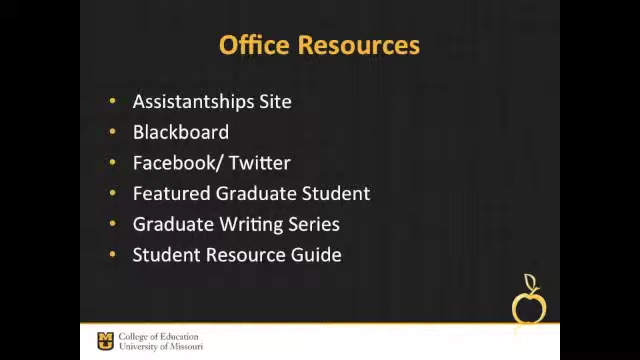 Office Resources
• Assistantships Site
• Blackboard
• Facebook/ Twitter
• Featured Graduate Student
• Graduate Writing Series
• Student Resource Guide
MU College of Education
University of Missouri